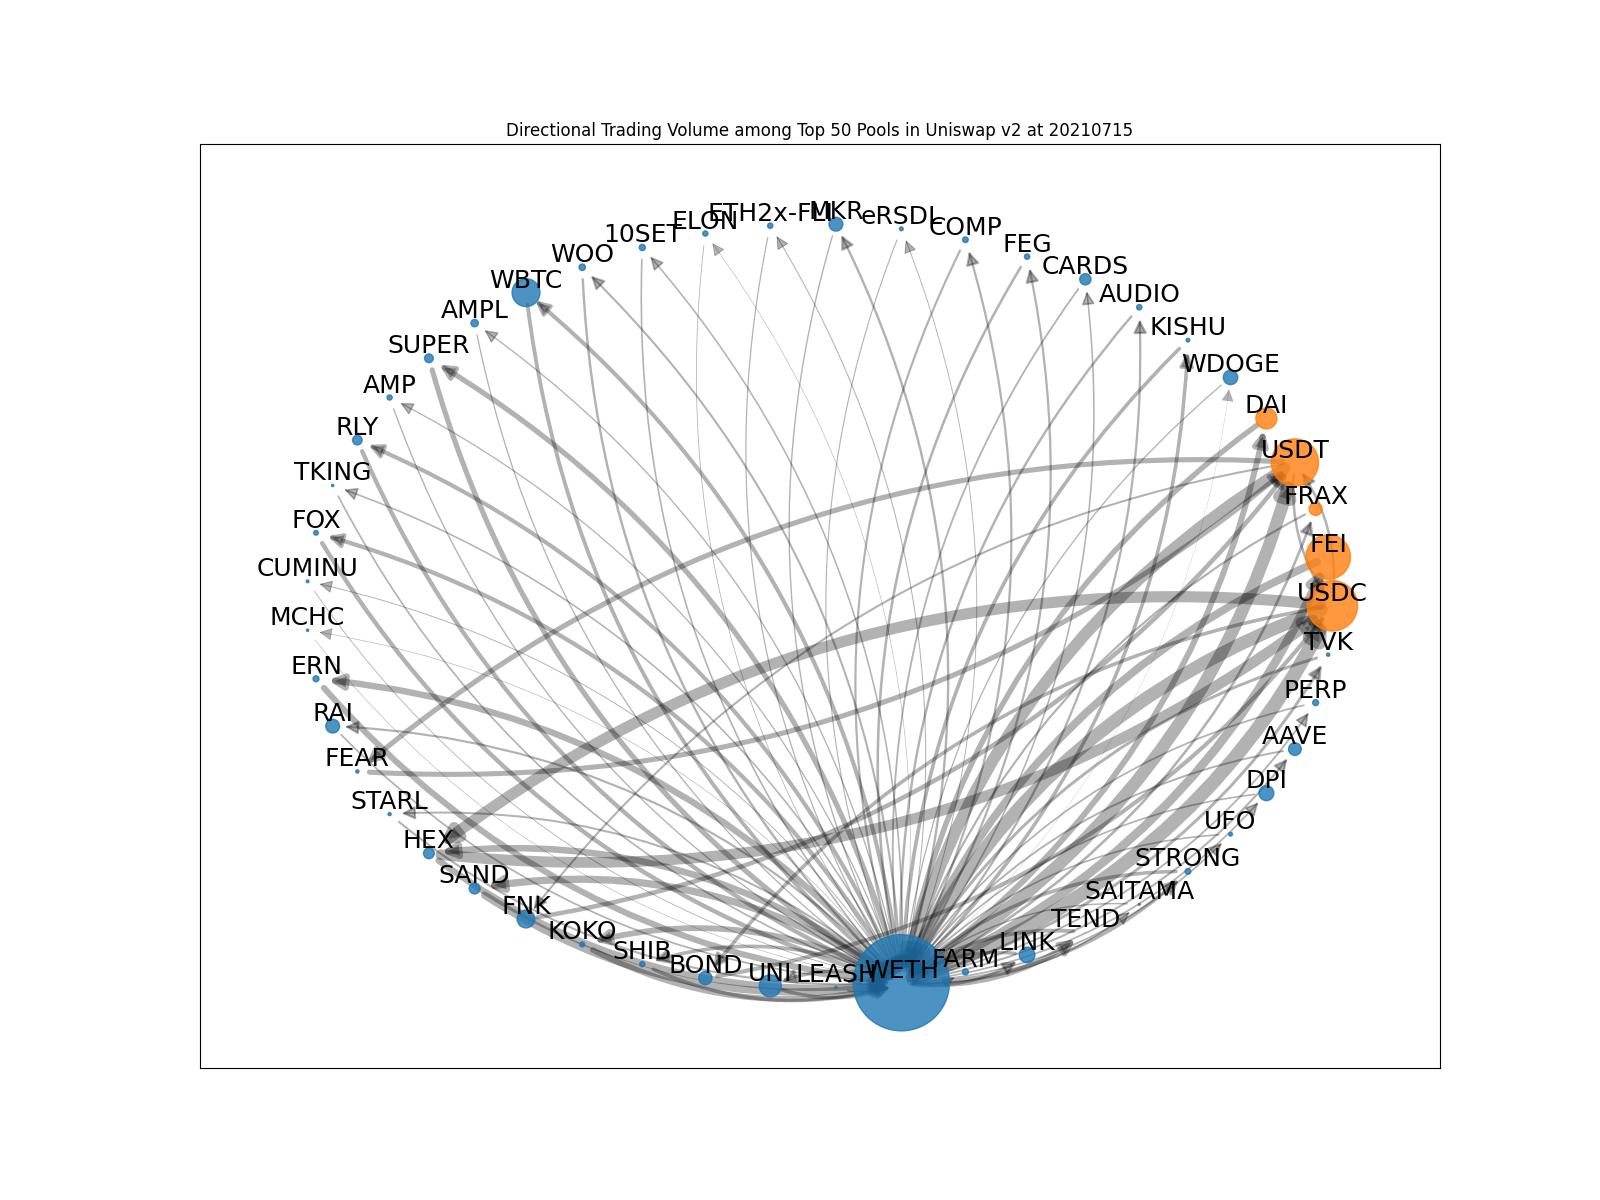 Directional Trading Volume among Top 50 Pools in Uniswap v2 at 20210715
ETH2x-FLI
MKR
eRSDL
ELON
COMP
10SET
FEG
WOO
CARDS
WBTC
AUDIO
AMPL
KISHU
SUPER
WDOGE
AMP
DAI
RLY
USDT
TKING
FRAX
FOX
FEI
CUMINU
USDC
MCHC
TVK
ERN
PERP
RAI
AAVE
FEAR
DPI
STARL
UFO
HEX
STRONG
SAND
SAITAMA
FNK
TEND
KOKO
LINK
SHIB
FARM
BOND
UNI
LEASH
WETH